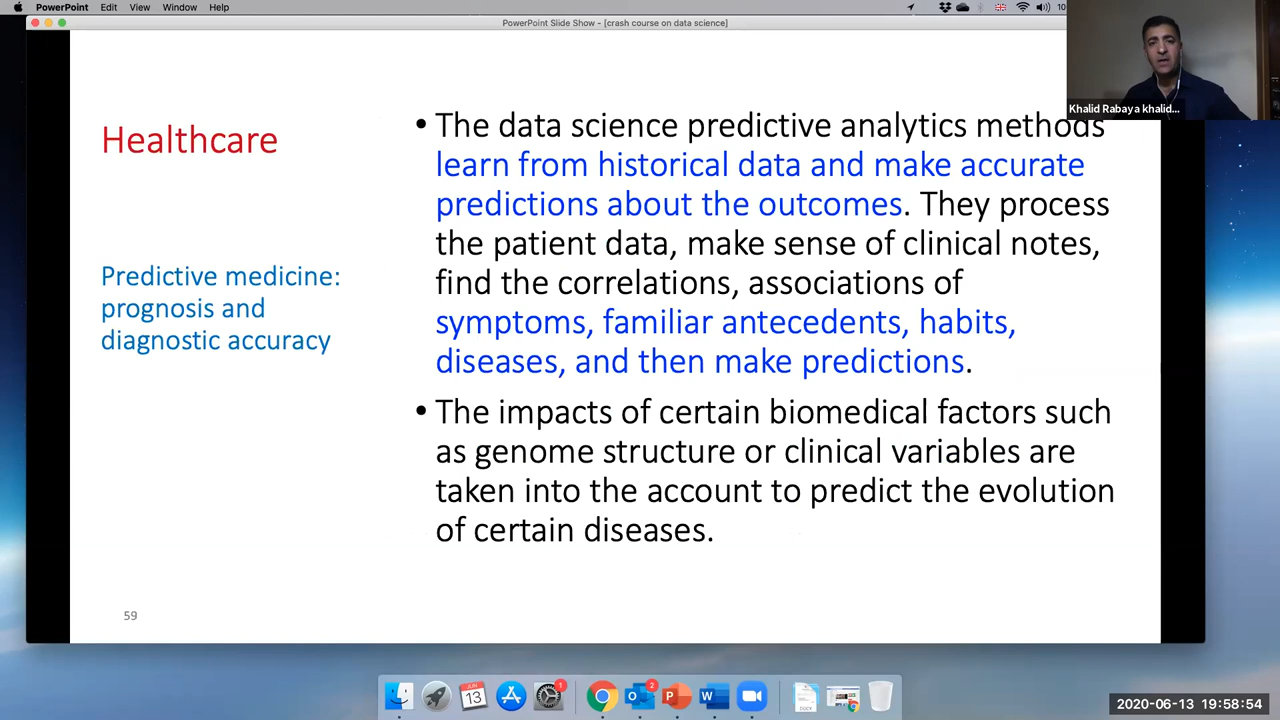 PowerPoint Edit View Window Help
PowerPoint Slide Show - [crash course on data science]
Khalid Rabaya khalid...
Healthcare
Predictive medicine:
prognosis and
diagnostic accuracy
• The data science predictive analytics methods
learn from historical data and make accurate
predictions about the outcomes. They process
the patient data, make sense of clinical notes,
find the correlations, associations of
symptoms, familiar antecedents, habits,
diseases, and then make predictions.
• The impacts of certain biomedical factors such
as genome structure or clinical variables are
taken into the account to predict the evolution
of certain diseases.
59
JUN
13
1
2
DOCX
2020-06-13 19:58:54